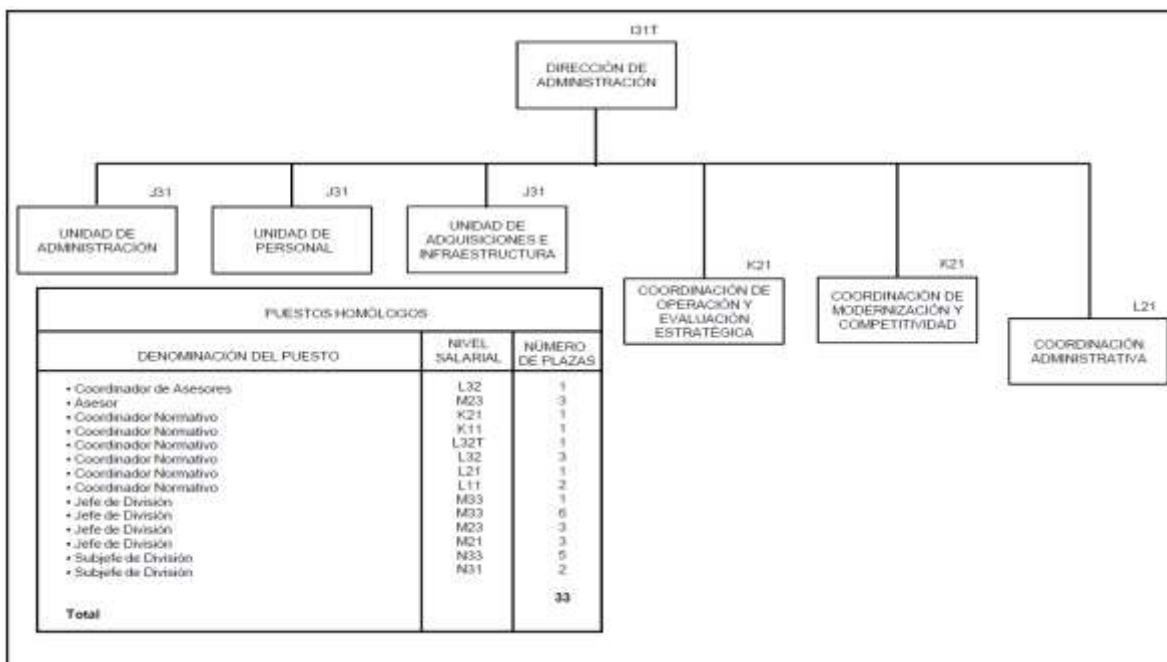 I31T
DIRECCIÓN DE
ADMINISTRACIÓN
J31
UNIDAD DE
ADMINISTRACIÓN
J31
UNIDAD DE
PERSONAL
J31
UNIDAD DE
ADQUISICIONES E
INFRAESTRUCTURA
K21
COORDINACIÓN DE
OPERACIÓN Y
EVALUACIÓN
ESTRATÉGICA
K21
COORDINACIÓN DE
MODERNIZACIÓN Y
COMPETITIVIDAD
L21
COORDINACIÓN
ADMINISTRATIVA
PUESTOS HOMÓLOGOS
DENOMINACIÓN DEL PUESTO NIVEL SALARIAL NÚMERO DE PLAZAS
• Coordinador de Asesores L32 1
• Asesor M23 3
• Coordinador Normativo K21 1
• Coordinador Normativo K11 1
• Coordinador Normativo L32T 1
• Coordinador Normativo L32 3
• Coordinador Normativo L21 1
• Coordinador Normativo L11 2
• Jefe de División M33 1
• Jefe de División M33 6
• Jefe de División M23 3
• Jefe de División M21 3
• Subjefe de División N33 5
• Subjefe de División N31 2
Total 33